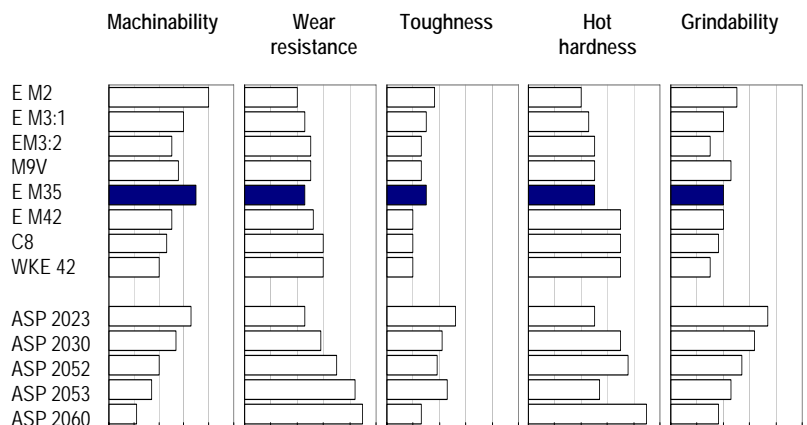 Machinability Wear resistance Toughness Hot hardness Grindability
E M2
E M3:1
EM3:2
M9V
E M35
E M42
C8
WKE 42
ASP 2023
ASP 2030
ASP 2052
ASP 2053
ASP 2060